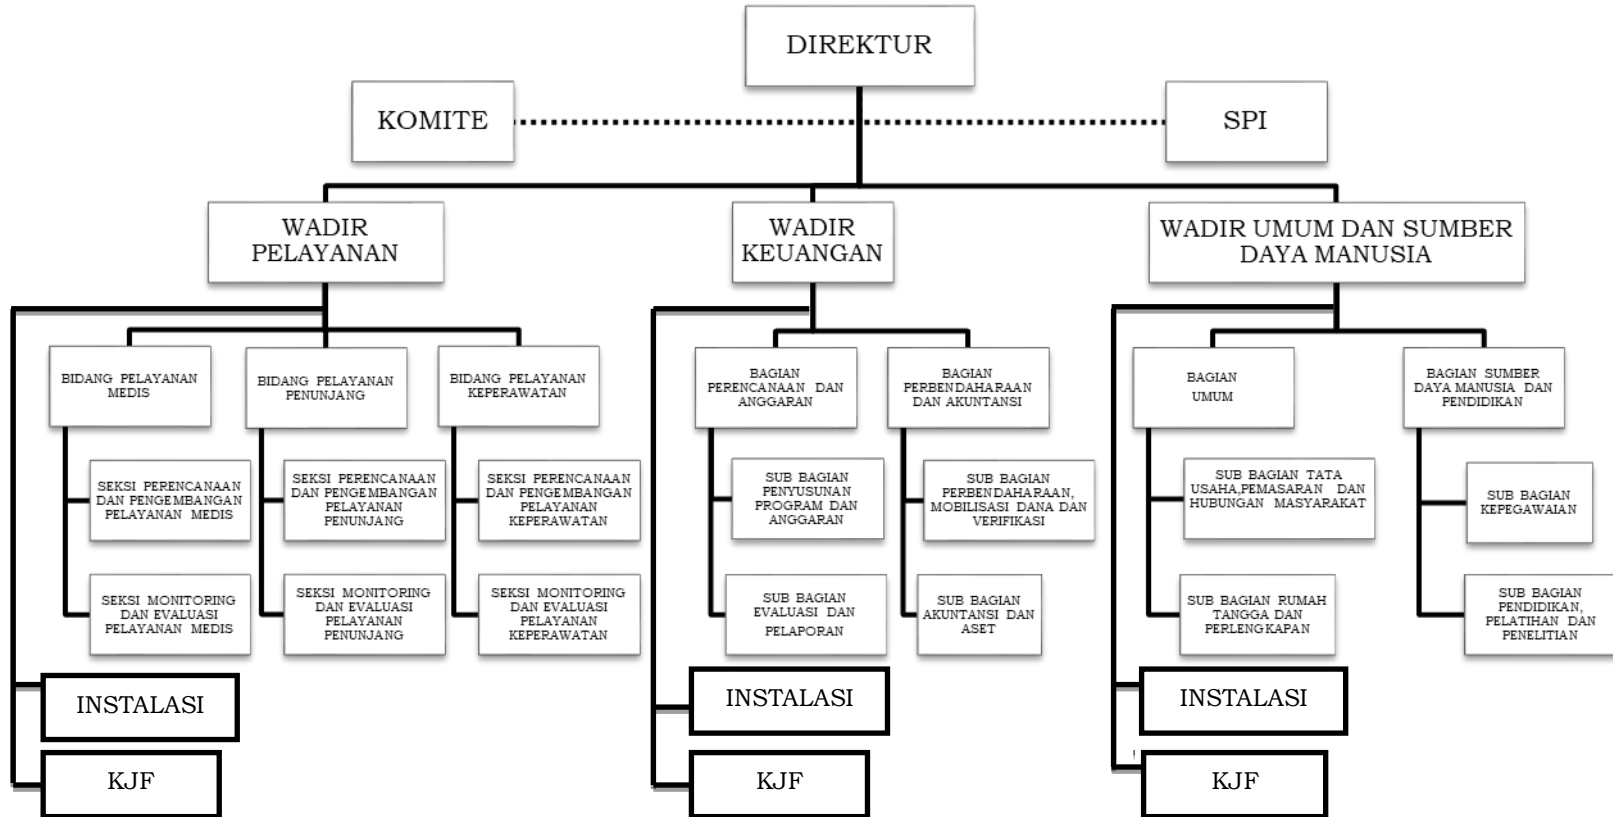 DIREKTUR
KOMITE
SPI
WADIR
PELAYANAN
WADIR
KEUANGAN
WADIR UMUM DAN SUMBER
DAYA MANUSIA
BIDANG PELAYANAN
MEDIS
BIDANG PELAYANAN
PENUNJANG
BIDANG PELAYANAN
KEPERAWATAN
BAGIAN
PERENCANAAN DAN
ANGGARAN
BAGIAN
PERBENDAHARAAN
DAN AKUNTANSI
BAGIAN
UMUM
BAGIAN SUMBER
DAYA MANUSIA DAN
PENDIDIKAN
SEKSI PERENCANAAN
DAN PENGEMBANGAN
PELAYANAN MEDIS
SEKSI PERENCANAAN
DAN PENGEMBANGAN
PELAYANAN
PENUNJANG
SEKSI PERENCANAAN
DAN PENGEMBANGAN
PELAYANAN
KEPERAWATAN
SUB BAGIAN
PENYUSUNAN
PROGRAM DAN
ANGGARAN
SUB BAGIAN
PERBENDAHARAAN,
MOBILISASI DANA DAN
VERIFIKASI
SUB BAGIAN TATA
USAHA,PEMASARAN DAN
HUBUNGAN MASYARAKAT
SUB BAGIAN
KEPEGAWAIAN
SEKSI MONITORING
DAN EVALUASI
PELAYANAN MEDIS
SEKSI MONITORING
DAN EVALUASI
PELAYANAN
PENUNJANG
SEKSI MONITORING
DAN EVALUASI
PELAYANAN
KEPERAWATAN
SUB BAGIAN
EVALUASI DAN
PELAPORAN
SUB BAGIAN
AKUNTANSI DAN
ASET
SUB BAGIAN RUMAH
TANGGA DAN
PERLENGKAPAN
SUB BAGIAN
PENDIDIKAN,
PELATIHAN DAN
PENELITIAN
INSTALASI
INSTALASI
INSTALASI
KJF
KJF
KJF